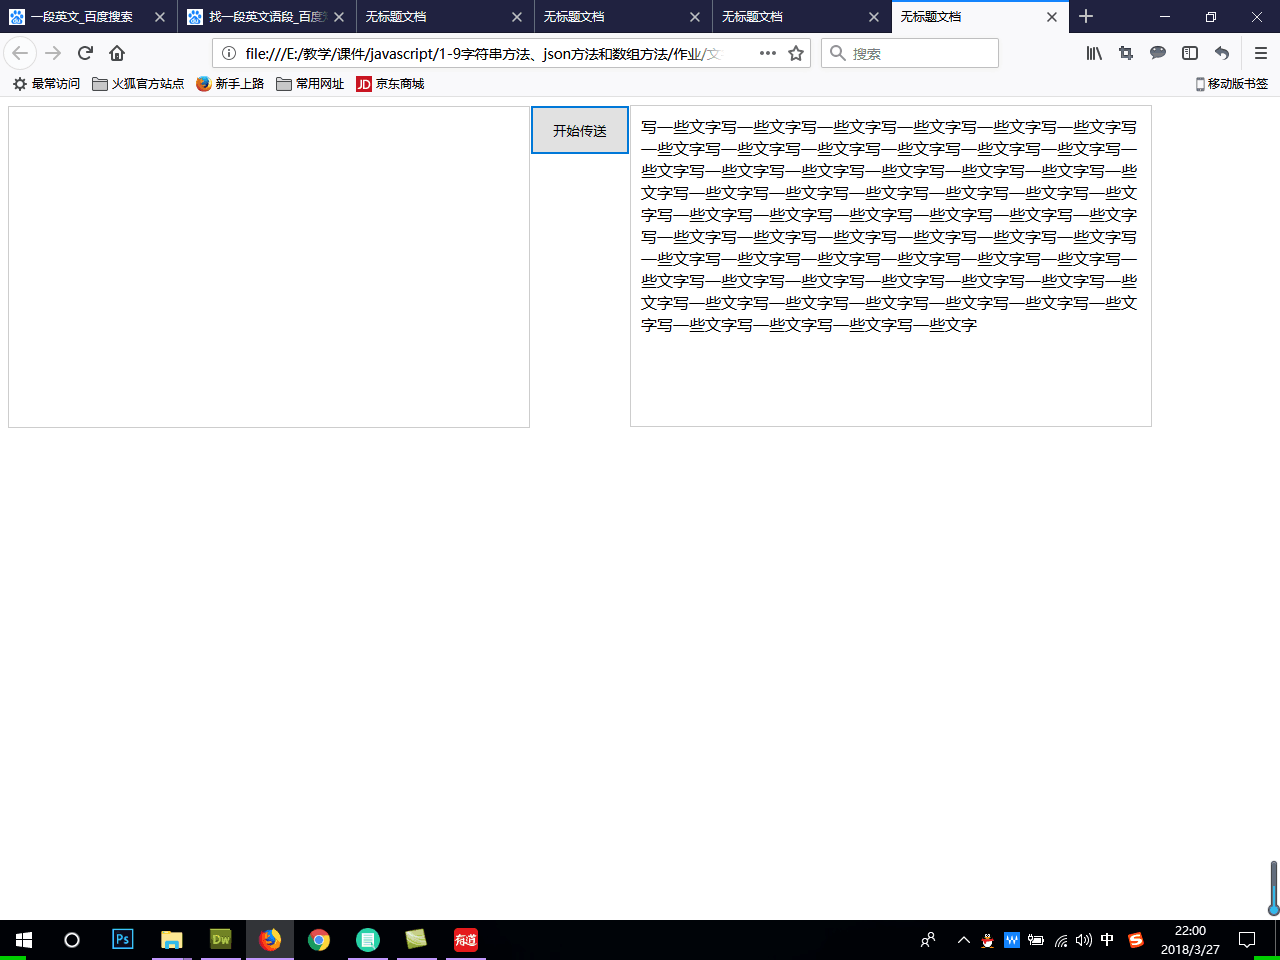 一段英文_百度搜索
找一段英文语段_百度
无标题文档
无标题文档
无标题文档
无标题文档
file:///E:/教学/课件/javascript/1-9字符串方法、json方法和数组方法/作业/文
搜索
最常访问
火狐官方站点
新手上路
常用网址
JD
京东商城
移动版书签
开始传送
写一些文字写一些文字写一些文字写一些文字写一些文字写一些文字写
一些文字写一些文字写一些文字写一些文字写一些文字写一些文字写一
些文字写一些文字写一些文字写一些文字写一些文字写一些文字写一些
文字写一些文字写一些文字写一些文字写一些文字写一些文字写一些文
字写一些文字写一些文字写一些文字写一些文字写一些文字写一些文字
写一些文字写一些文字写一些文字写一些文字写一些文字写一些文字写
一些文字写一些文字写一些文字写一些文字写一些文字写一些文字写一
些文字写一些文字写一些文字写一些文字写一些文字写一些文字写一些
文字写一些文字写一些文字写一些文字写一些文字写一些文字写一些文
字写一些文字写一些文字写一些文字写一些文字
Ps
Dw
有道
中
22:00
2018/3/27